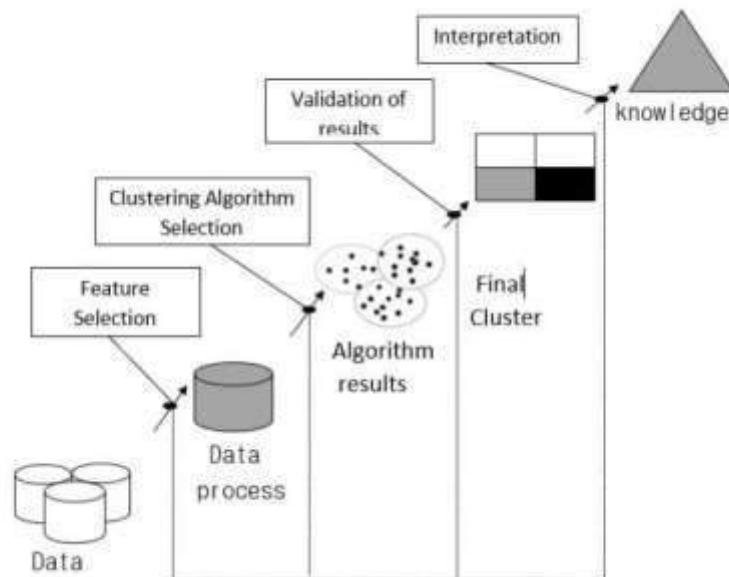 Interpretation
knowledge
Validation of
results
Clustering Algorithm
Selection
Final
Cluster
Feature
Selection
Algorithm
results
Data
process
Data